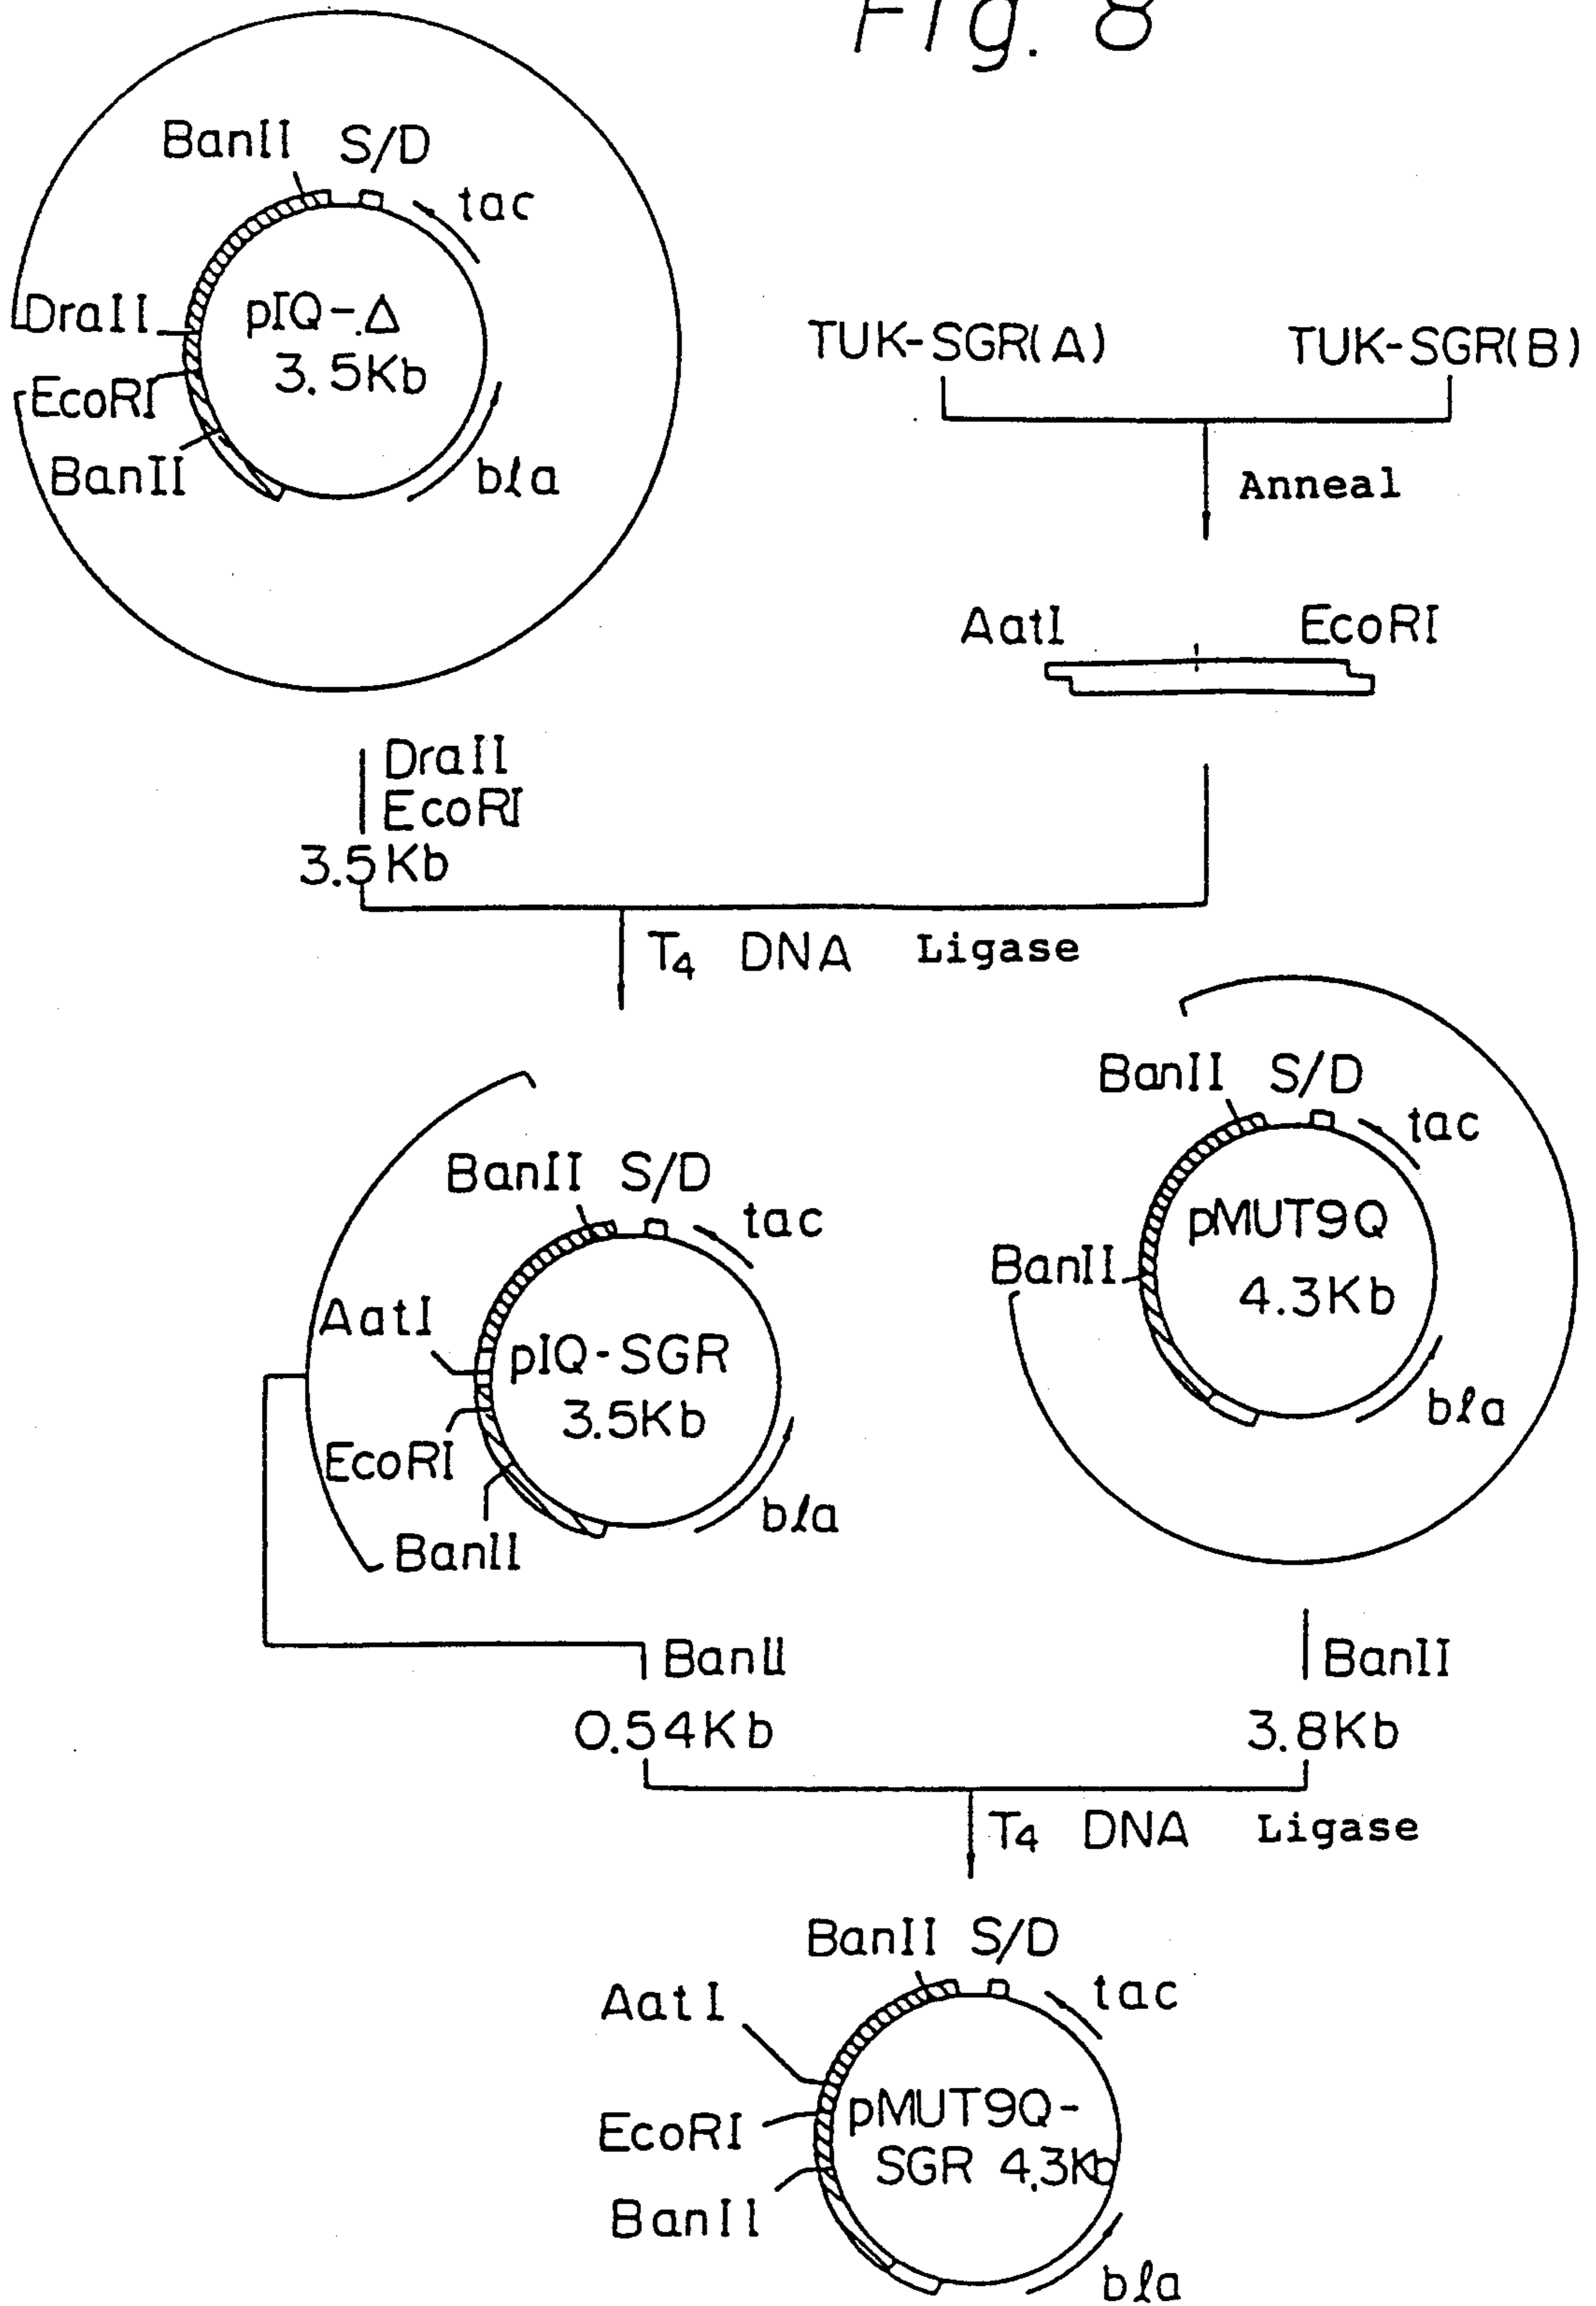 Fig. 8
BanII S/D
tac
DraII
pIQ-Δ
3.5Kb
EcoRI
BanII
bla
TUK-SGR(A) TUK-SGR(B)
Anneal
AatI EcoRI
DraII
EcoRI
3.5Kb
T4 DNA Ligase
BanII S/D
tac
AatI
pIQ-SGR
3.5Kb
EcoRI
BanII
bla
BanII S/D
tac
pMUT9Q
4.3Kb
BanII
bla
BanII
0.54Kb
BanII
3.8Kb
T4 DNA Ligase
BanII S/D
tac
AatI
EcoRI
BanII
pMUT9Q-
SGR 4.3Kb
bla